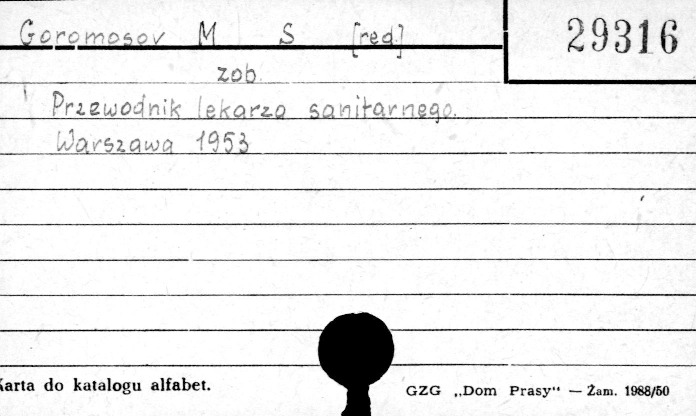 Goromosov M S [red.]
29316
zob.
Przewodnik lekarza sanitarnego.
Warszawa 1953
Karta do katalogu alfabet.
GZG „Dom Prasy“ — Zam. 1988/50